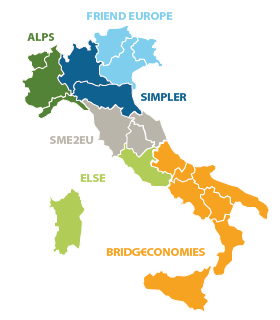 FRIEND EUROPE
ALPS
SIMPLER
SME2EU
ELSE
BRIDGECONOMIES